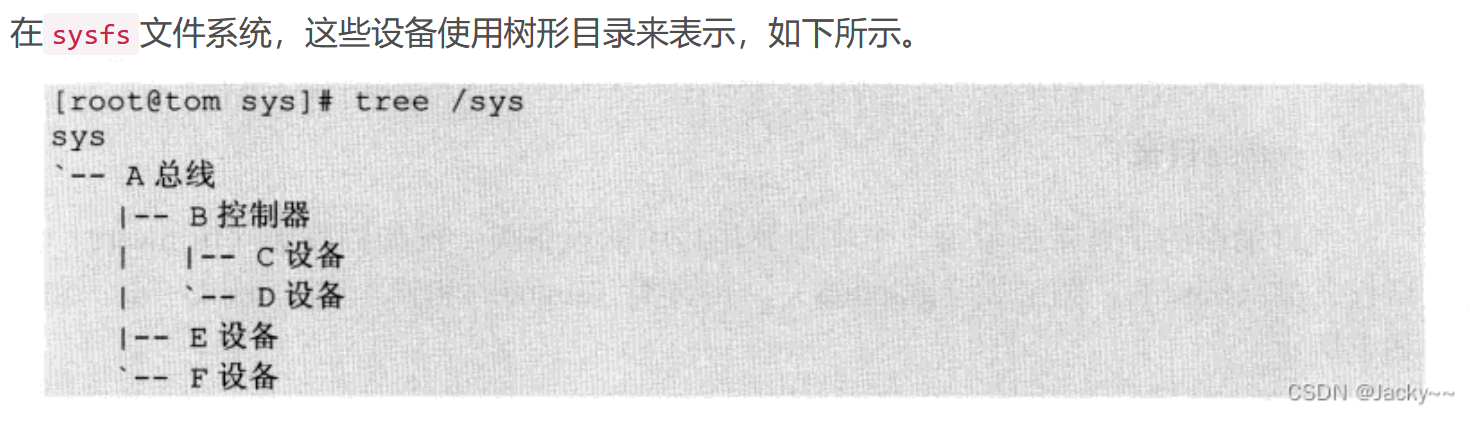 在sysfs文件系统，这些设备使用树形目录来表示，如下所示。
[root@tom sys]# tree /sys
sys
`-- A 总线
    |-- B 控制器
    |   |-- C 设备
    |   `-- D 设备
    |-- E 设备
    `-- F 设备
CSDN @Jacky~~